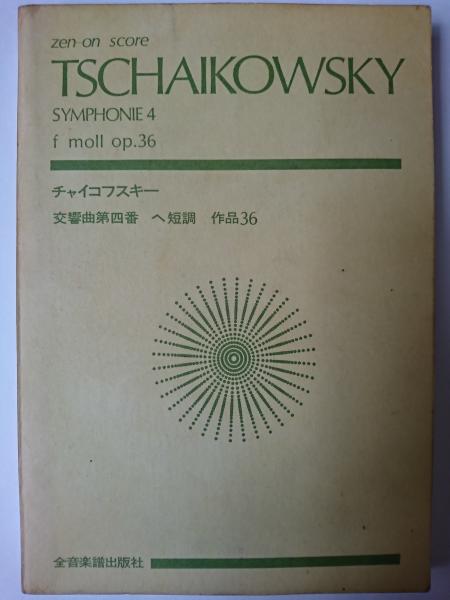 zen-on score
TSCHAIKOWSKY
SYMPHONIE 4
f moll op.36
チャイコフスキー
交響曲第四番 ヘ短調 作品36
全音楽譜出版社